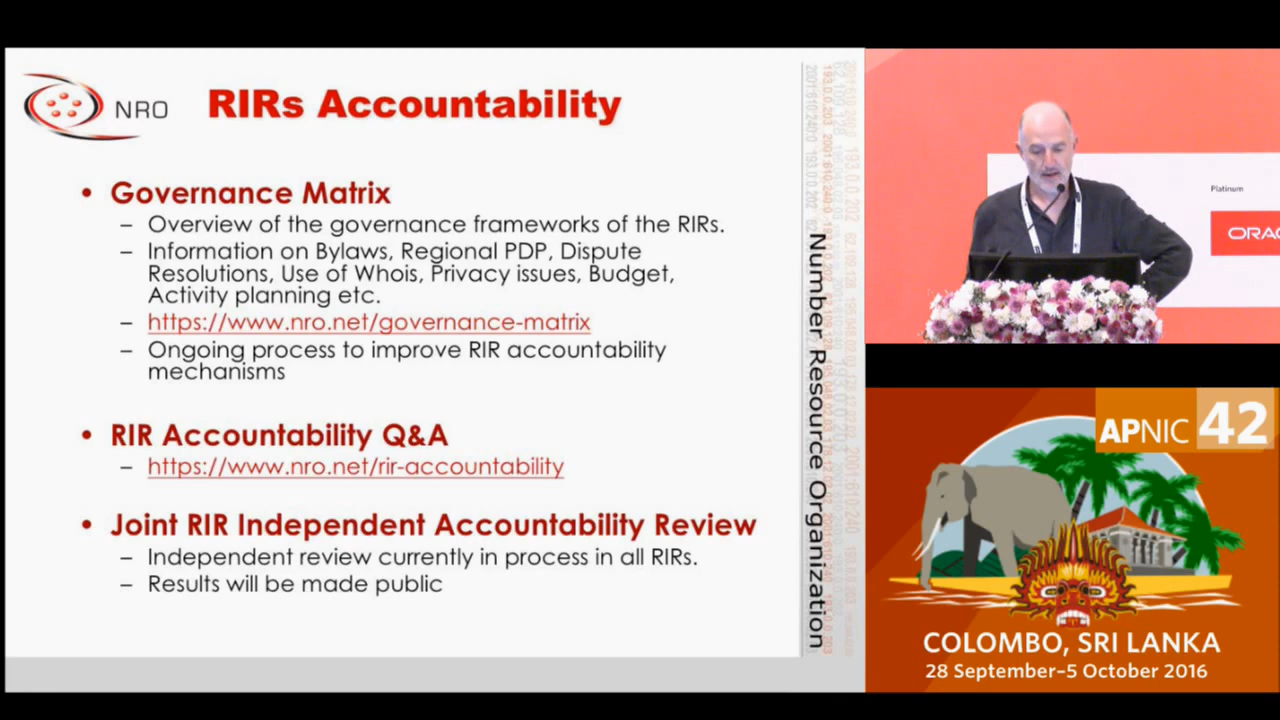 NRO
RIRs Accountability
• Governance Matrix
– Overview of the governance frameworks of the RIRs.
– Information on Bylaws, Regional PDP, Dispute
Resolutions, Use of Whois, Privacy issues, Budget,
Activity planning etc.
– https://www.nro.net/governance-matrix
– Ongoing process to improve RIR accountability
mechanisms
• RIR Accountability Q&A
– https://www.nro.net/rir-accountability
• Joint RIR Independent Accountability Review
– Independent review currently in process in all RIRs.
– Results will be made public
Number Resource Organization
Platinum
APNIC 42
COLOMBO, SRI LANKA
28 September–5 October 2016